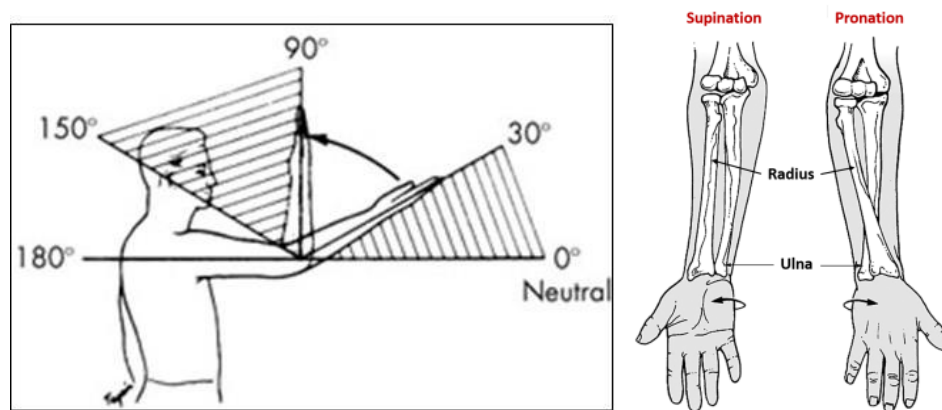 90°
150°
30°
180°
0°
Neutral
Supination
Pronation
Radius
Ulna